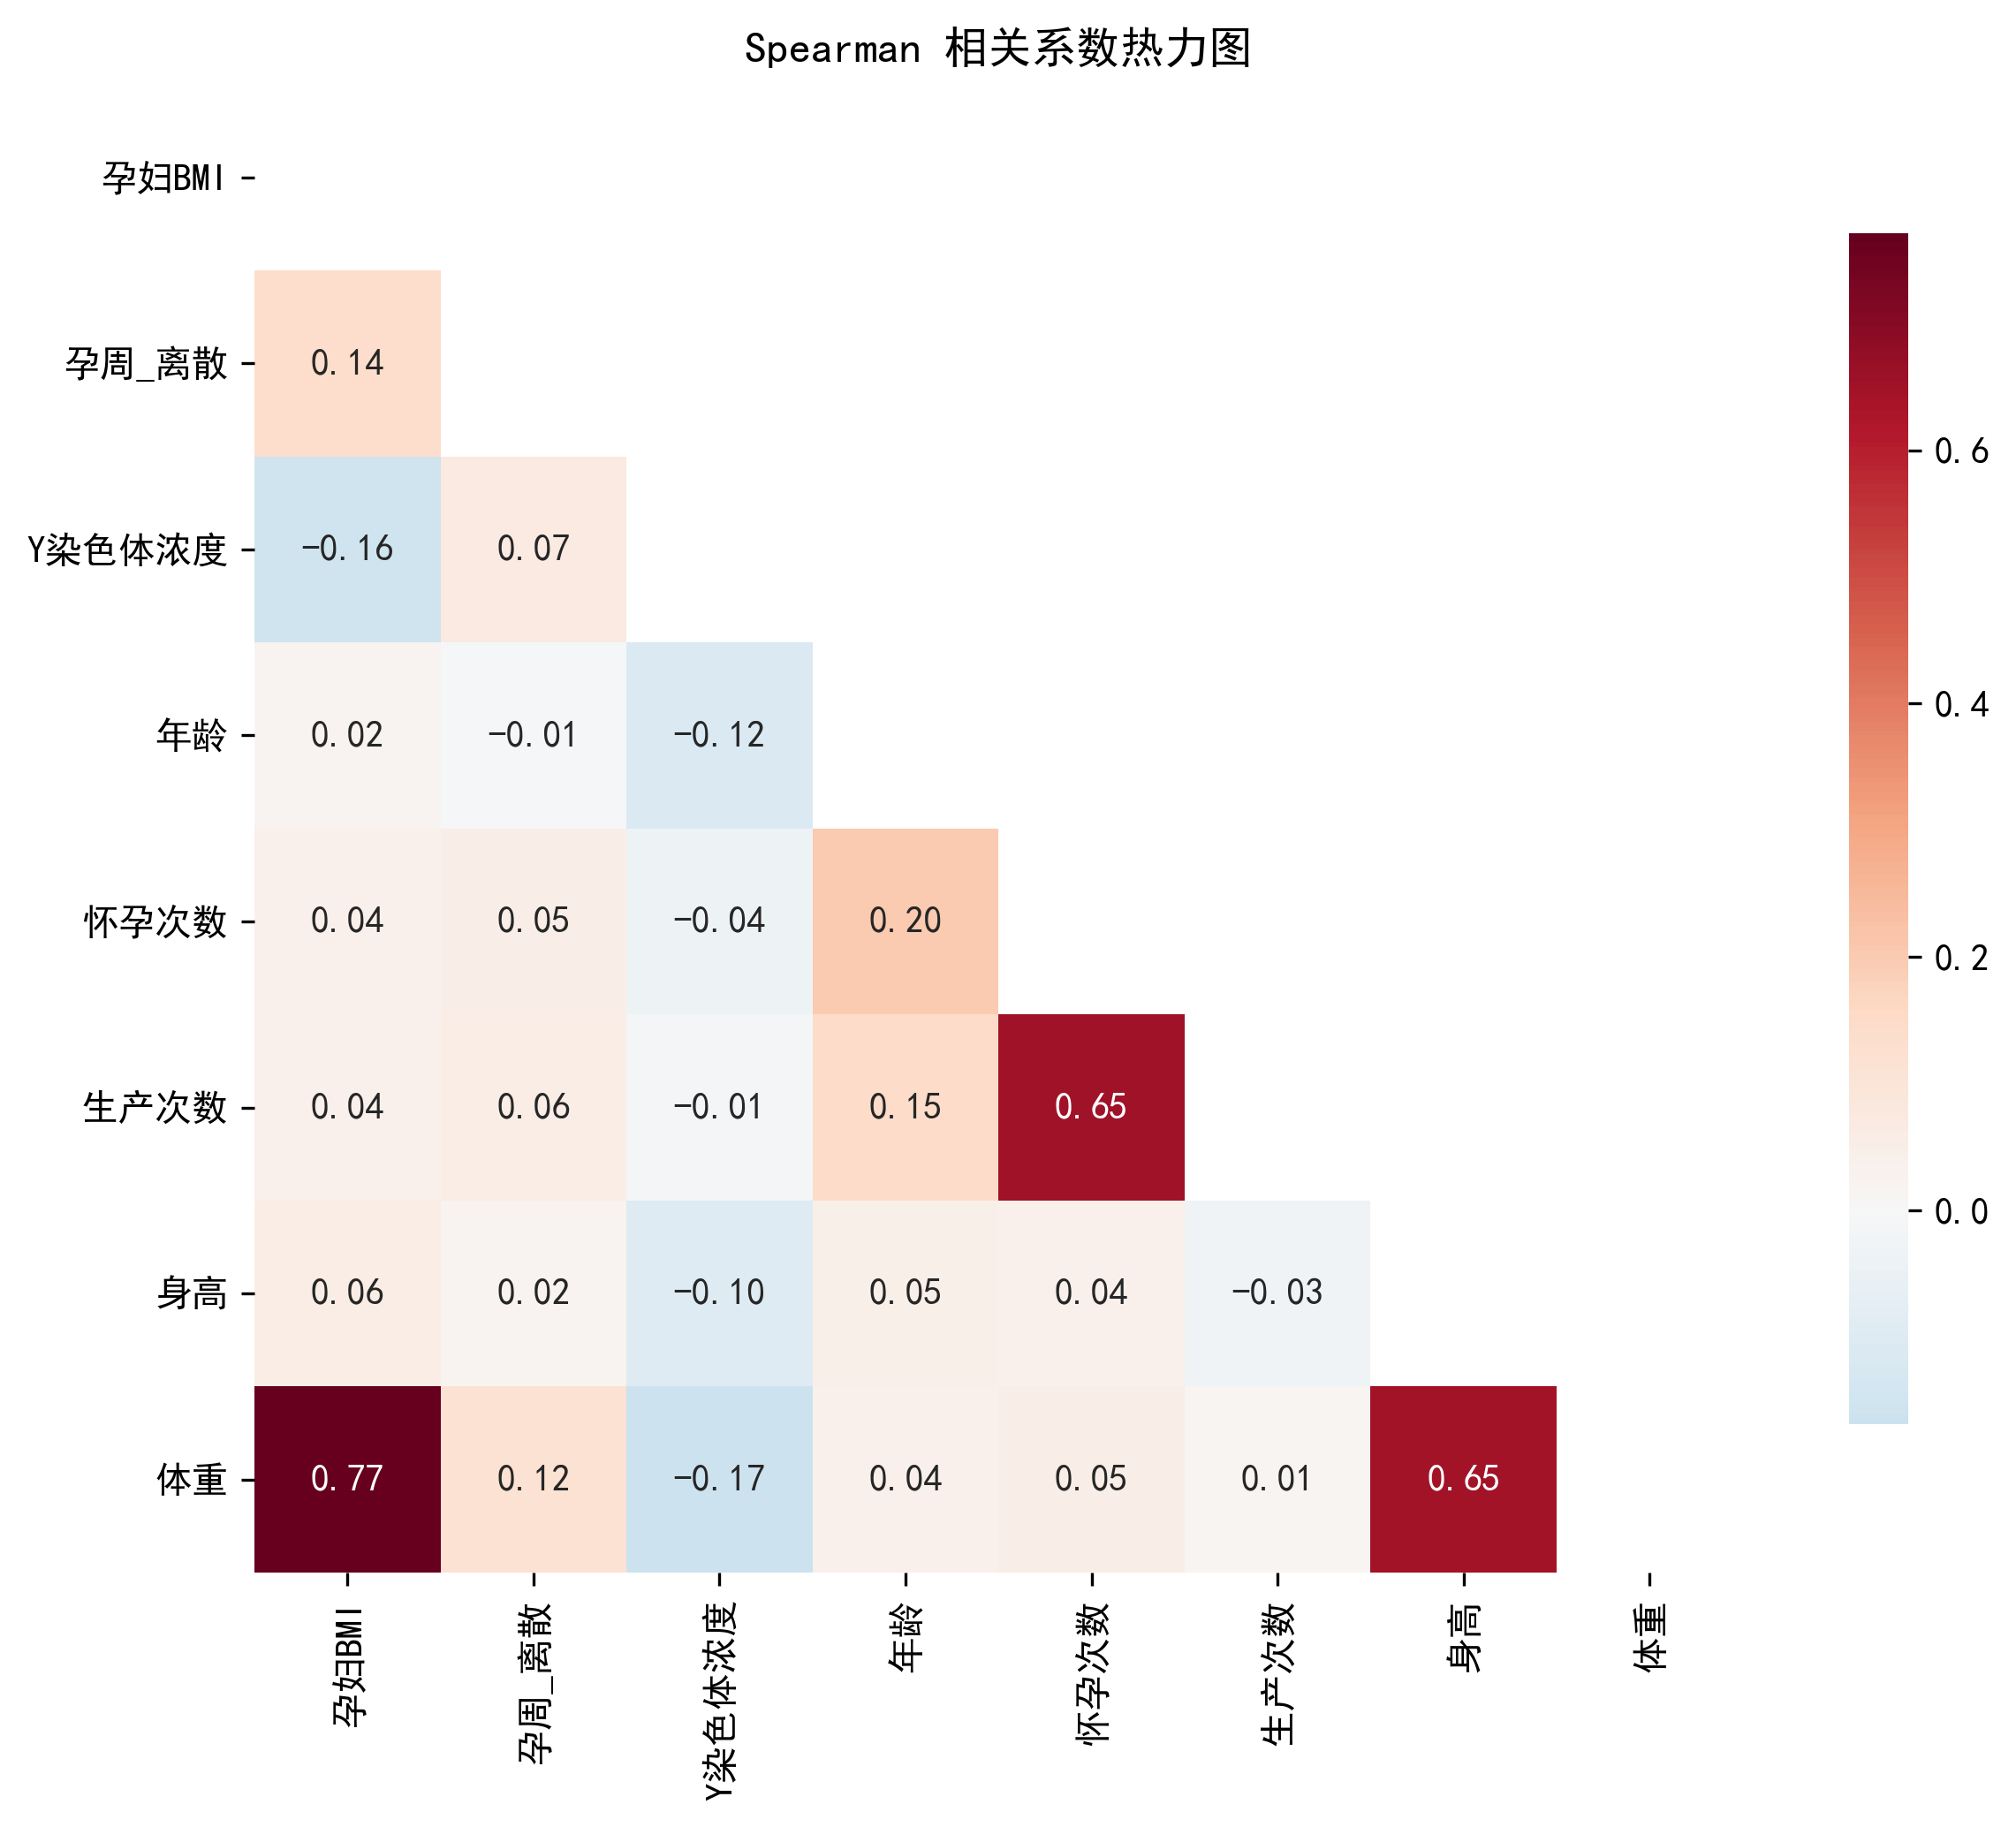 Spearman 相关系数热力图
孕妇BMI
孕周_离散 0.14
Y染色体浓度 -0.16 0.07
年龄 0.02 -0.01 -0.12
怀孕次数 0.04 0.05 -0.04 0.20
生产次数 0.04 0.06 -0.01 0.15 0.65
身高 0.06 0.02 -0.10 0.05 0.04 -0.03
体重 0.77 0.12 -0.17 0.04 0.05 0.01 0.65
孕妇BMI
孕周_离散
Y染色体浓度
年龄
怀孕次数
生产次数
身高
体重
0.6
0.4
0.2
0.0